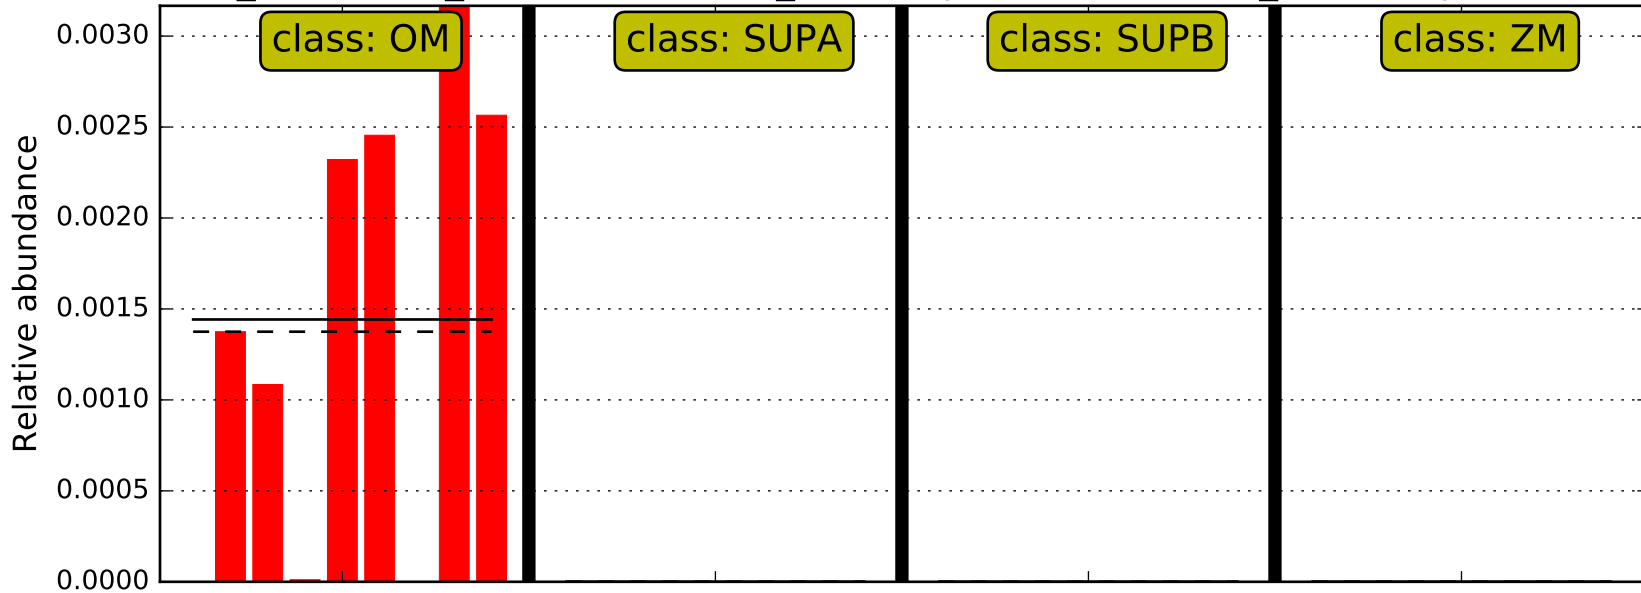 class: OM
class: SUPA
class: SUPB
class: ZM
Relative abundance
0.0030
0.0025
0.0020
0.0015
0.0010
0.0005
0.0000